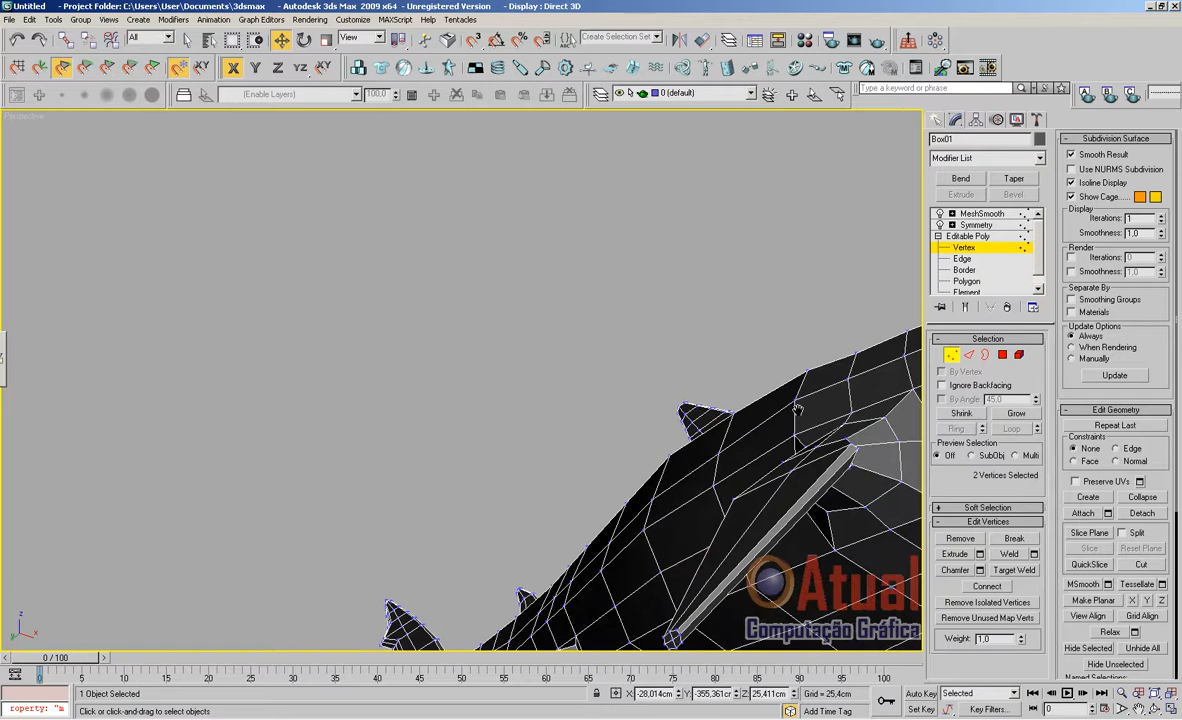 Untitled - Project Folder: C:\Users\User\Documents\3dsmax - Autodesk 3ds Max 2009 x64 - Unregistered Version - Display : Direct 3D
File Edit Tools Group Views Create Modifiers Animation Graph Editors Rendering Customize MAXScript Help Tentacles
All View Create Selection Set
X Y Z YZ XY
(Enable Layers) 100,0 0 (default) Type a keyword or phrase A B C
Perspective
Box01
Modifier List
Bend Taper
Extrude Bevel
MeshSmooth
Symmetry
Editable Poly
Vertex
Edge
Border
Polygon
Element
Selection
By Vertex
Ignore Backfacing
By Angle: 45,0
Shrink Grow
Ring Loop
Preview Selection
Off SubObj Multi
2 Vertices Selected
Soft Selection
Edit Vertices
Remove Break
Extrude Weld
Chamfer Target Weld
Connect
Remove Isolated Vertices
Remove Unused Map Verts
Weight: 1,0
Subdivision Surface
Smooth Result
Use NURMS Subdivision
Isoline Display
Show Cage......
Display
Iterations: 1
Smoothness: 1,0
Render
Iterations: 0
Smoothness: 1,0
Separate By
Smoothing Groups
Materials
Update Options
Always
When Rendering
Manually
Update
Edit Geometry
Repeat Last
Constraints
None Edge
Face Normal
Preserve UVs
Create Collapse
Attach Detach
Slice Plane Split
Slice Reset Plane
QuickSlice Cut
MSmooth Tessellate
Make Planar X Y Z
View Align Grid Align
Relax
Hide Selected Unhide All
Hide Unselected
Named Selections:
Atual
Computação Gráfica
z
x
y
0 / 100
0 5 10 15 20 25 30 35 40 45 50 55 60 65 70 75 80 85 90 95 100
1 Object Selected X: -28,014cm Y: -355,361cm Z: 25,411cm Grid = 25,4cm Auto Key Selected
roperty: "m Click or click-and-drag to select objects Add Time Tag Set Key Key Filters... 0